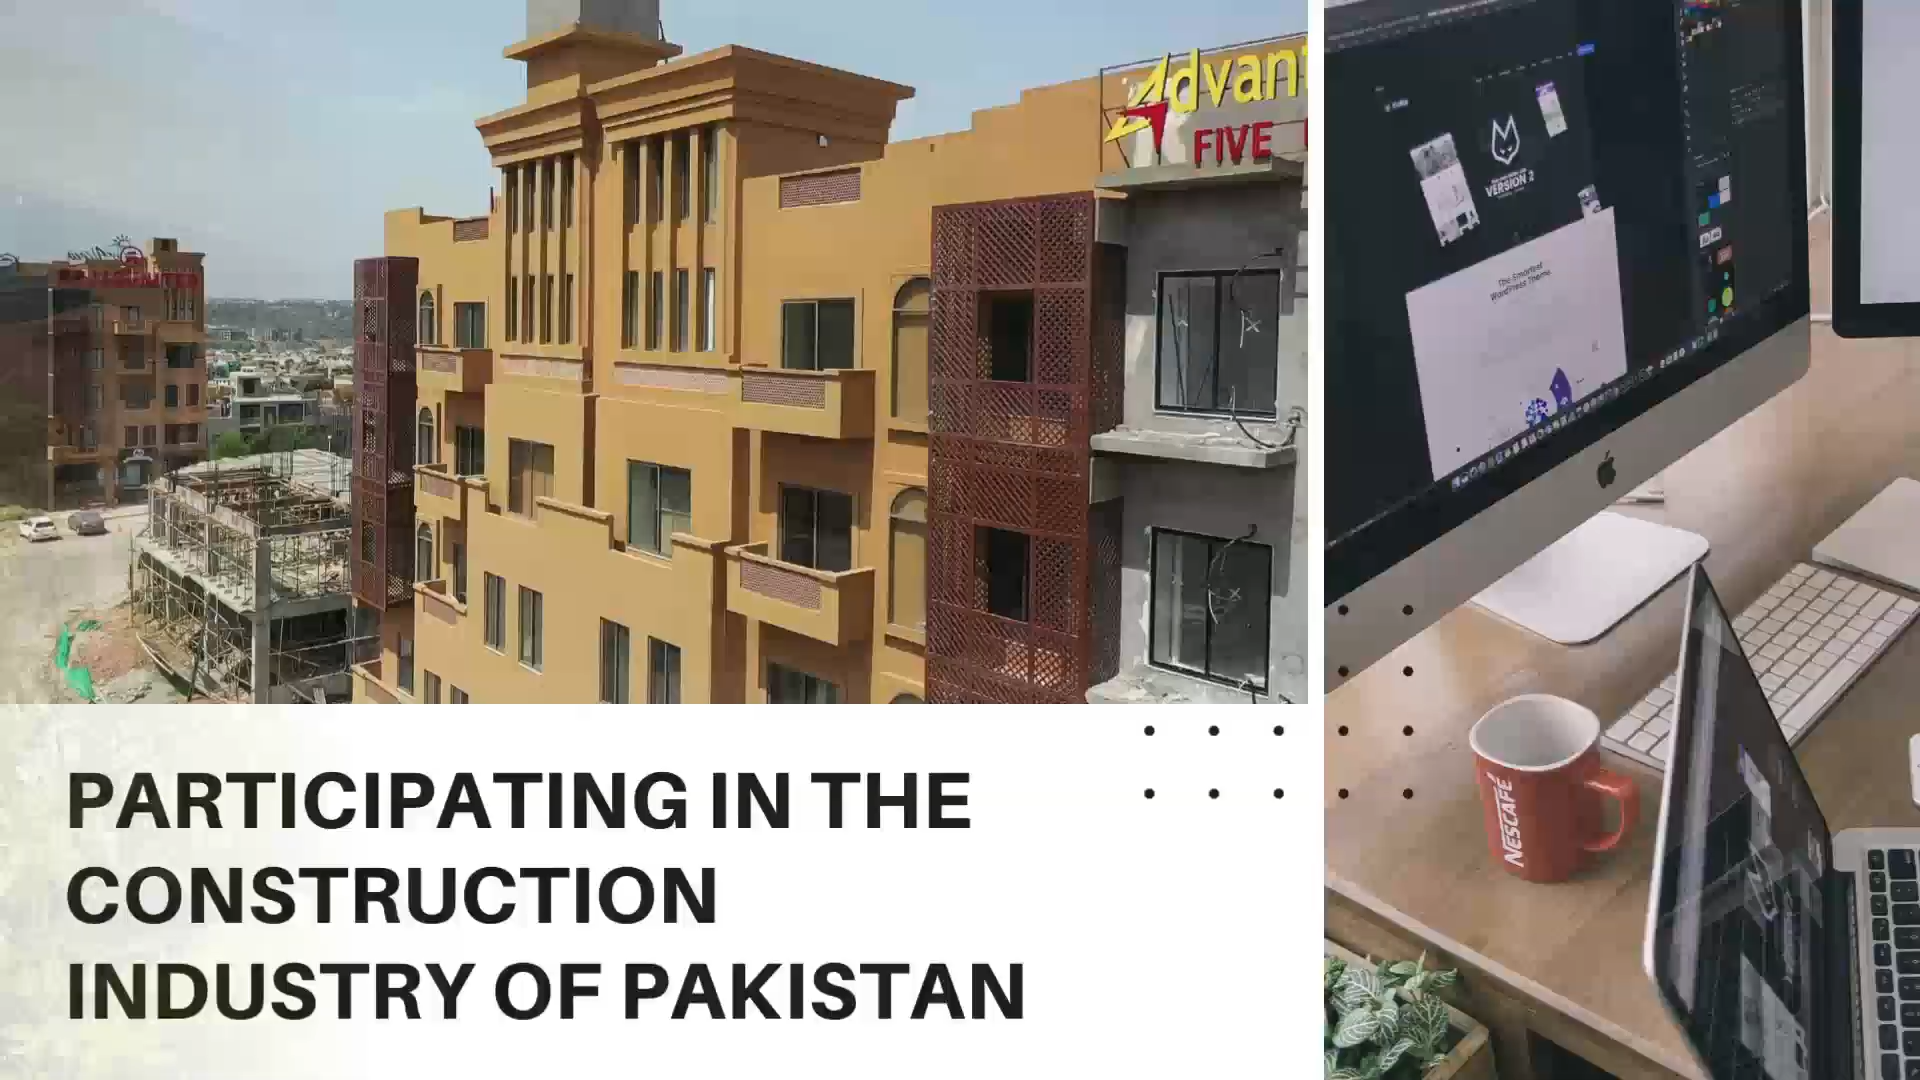 Advant
FIVE
VERSION 2
The Smartest
WordPress Theme
NESCAFÉ
PARTICIPATING IN THE
CONSTRUCTION
INDUSTRY OF PAKISTAN